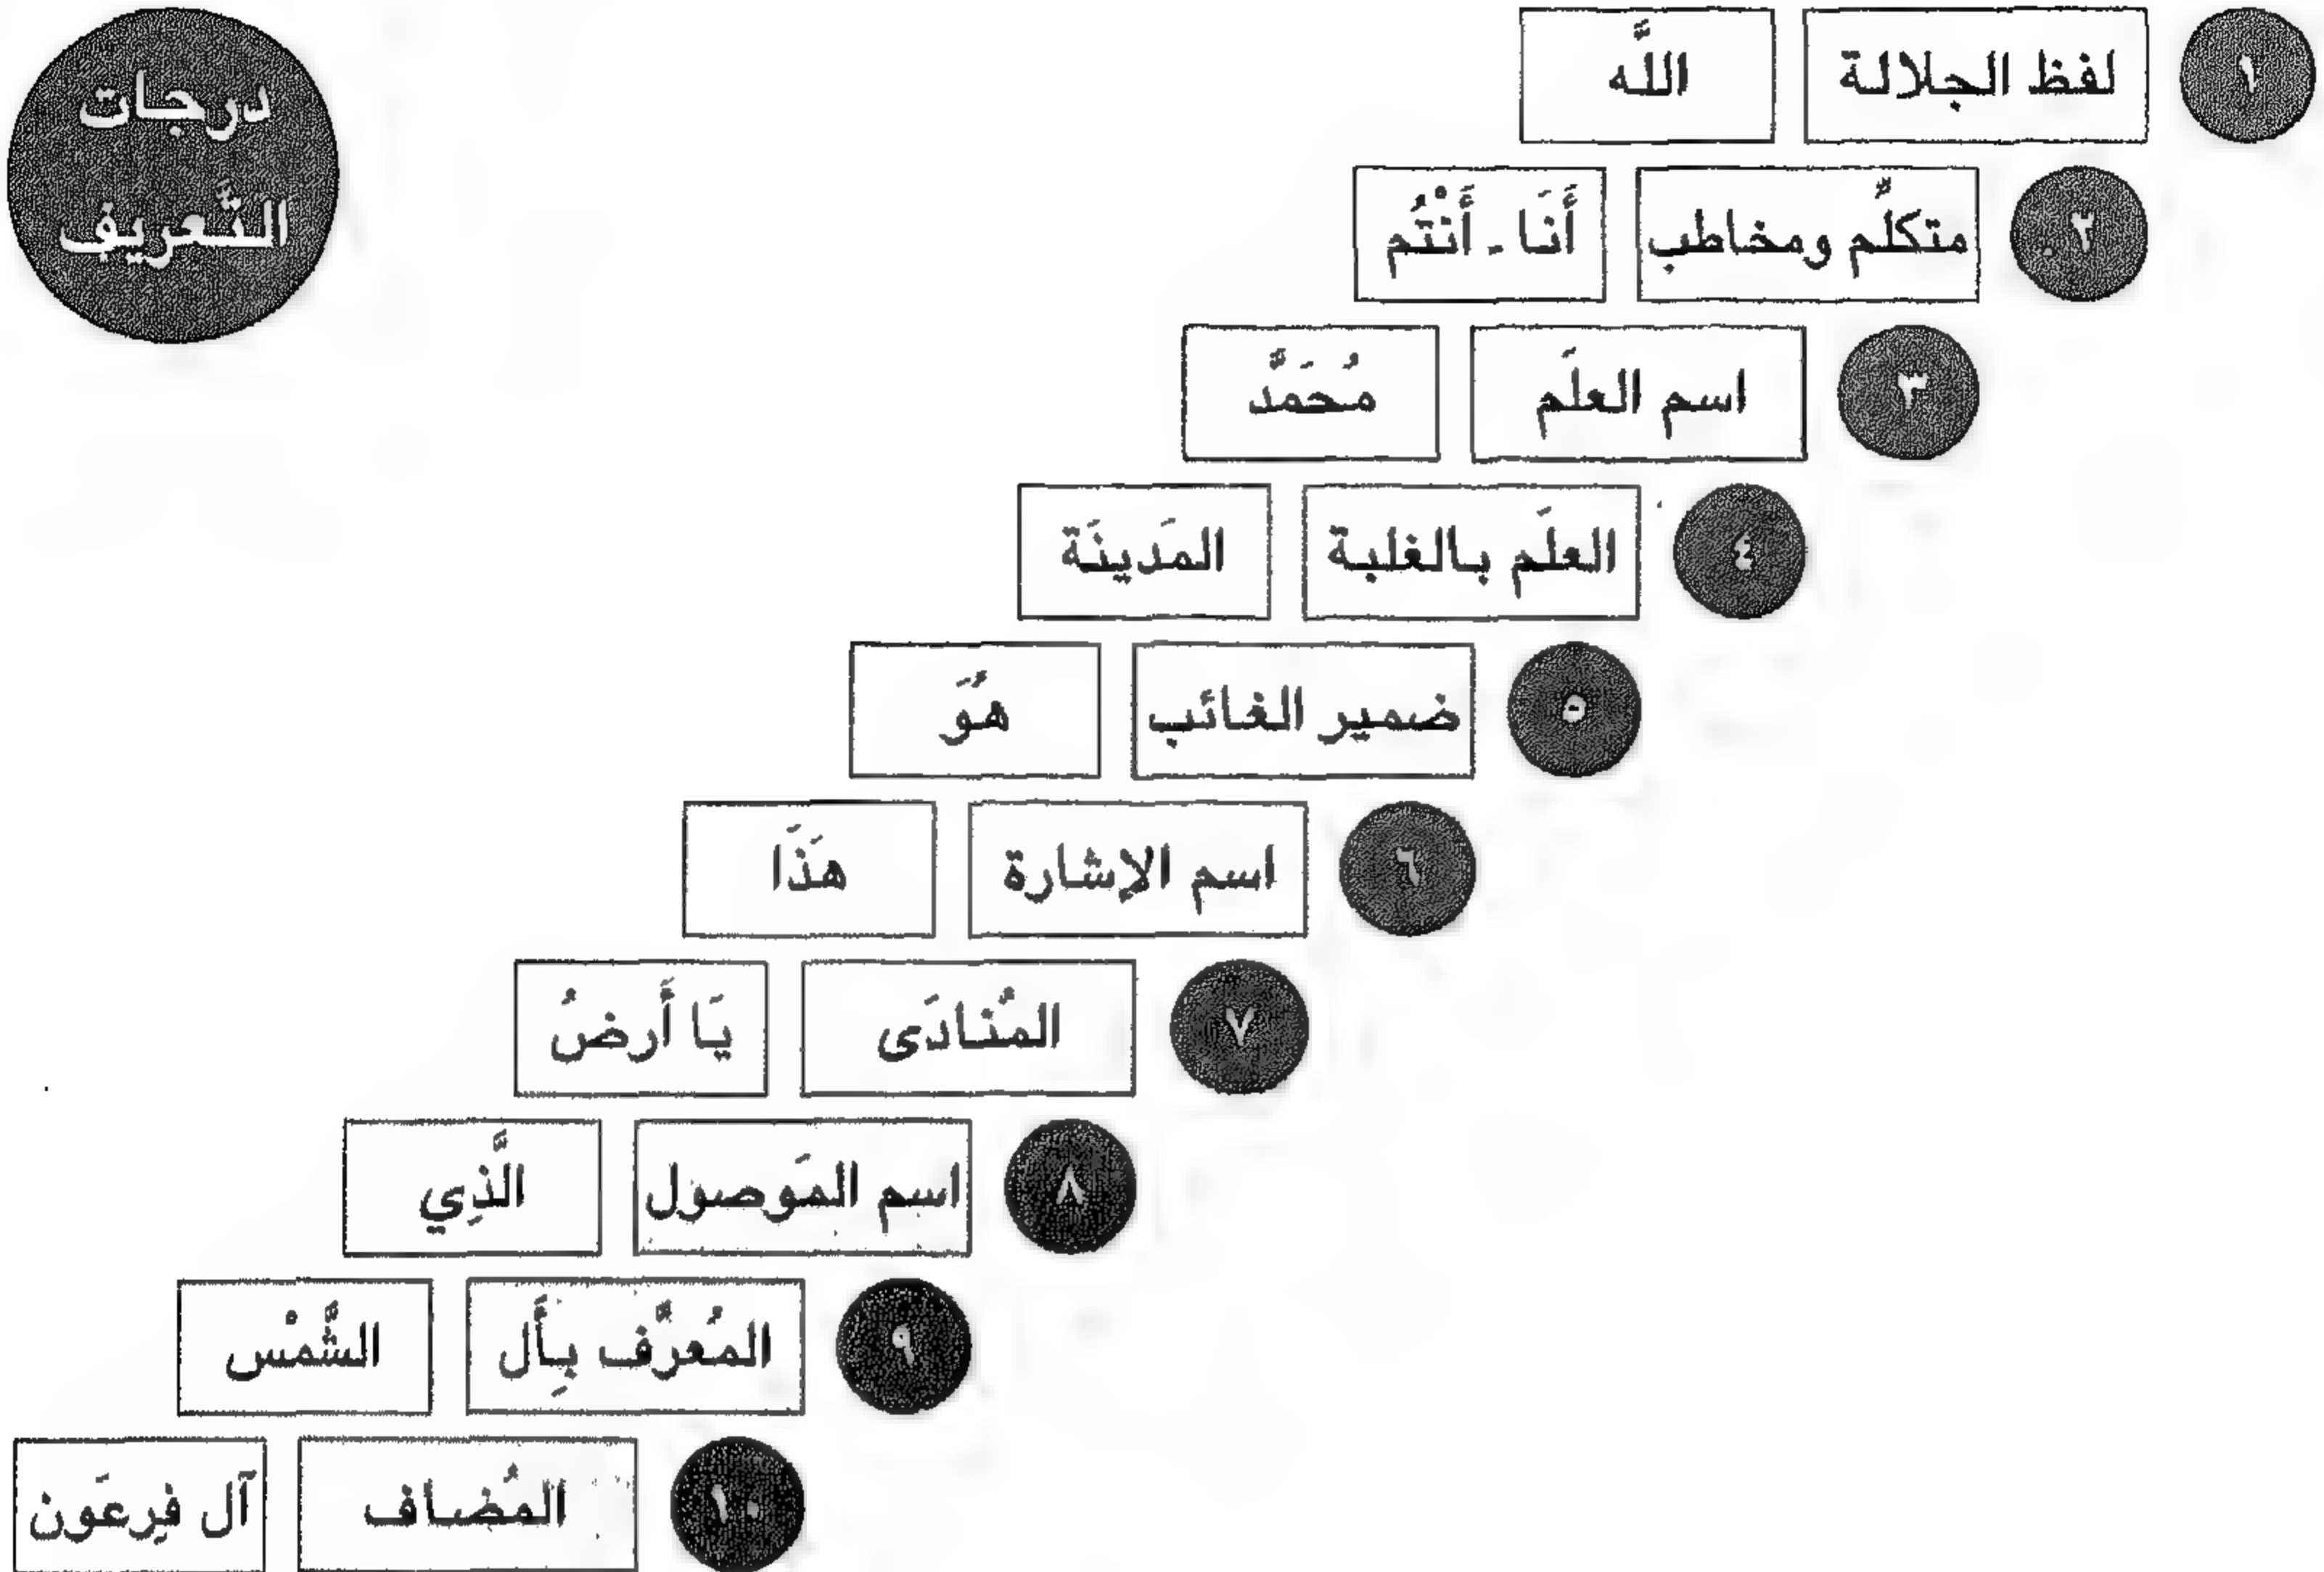 درجات
التَّعريف
١ لفظ الجلالة اللَّه
٢ متكلِّم ومخاطب أَنَا ـ أَنْتُم
٣ اسم العلَم مُحَمَّد
٤ العلَم بالغلبة المَدينَة
٥ ضمير الغائب هُوَ
٦ اسم الإشارة هَذَا
٧ المُنادَى يَا أَرضُ
٨ اسم المَوصول الَّذِي
٩ المُعرَّف بِأَل الشَّمْس
١٠ المُضاف آل فِرعَون